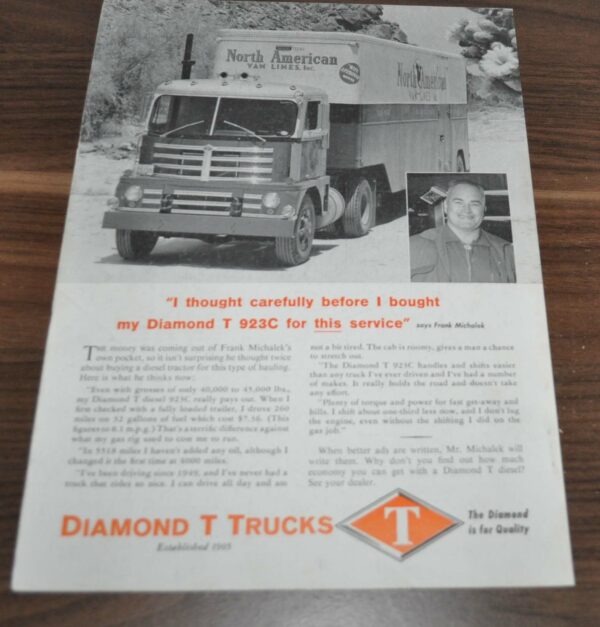 North American
VAN LINES, Inc.
North American
VAN LINES
"I thought carefully before I bought
my Diamond T 923C for this service" says Frank Michalek
THE money was coming out of Frank Michalek's
own pocket, so it isn't surprising he thought twice
about buying a diesel tractor for this type of hauling.
Here is what he thinks now:
"Even with grosses of only 40,000 to 45,000 lbs.,
my Diamond T diesel 923C really pays out. When I
first checked with a fully loaded trailer, I drove 260
miles on 32 gallons of fuel which cost $7.56. (This
figures to 8.1 m.p.g.) That's a terrific difference against
what my gas rig used to cost me to run.
"In 5518 miles I haven't added any oil, although I
changed it the first time at 4000 miles.
"I've been driving since 1949, and I've never had a
truck that rides so nice. I can drive all day and am
not a bit tired. The cab is roomy, gives a man a chance
to stretch out.
"The Diamond T 923C handles and shifts easier
than any truck I've ever driven and I've had a number
of makes. It really holds the road and doesn't take
any effort.
"Plenty of torque and power for fast get-away and
hills. I shift about one-third less now, and I don't lug
the engine, even without the shifting I did on the
gas job."
When better ads are written, Mr. Michalek will
write them. Why don't you find out how much
economy you can get with a Diamond T diesel?
See your dealer.
DIAMOND T TRUCKS
Established 1905
T
The Diamond
is for Quality